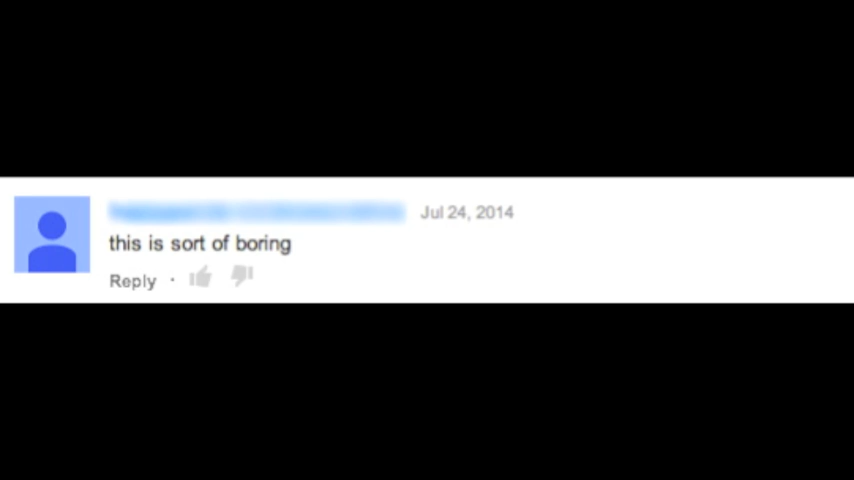 Jul 24, 2014
this is sort of boring
Reply ·